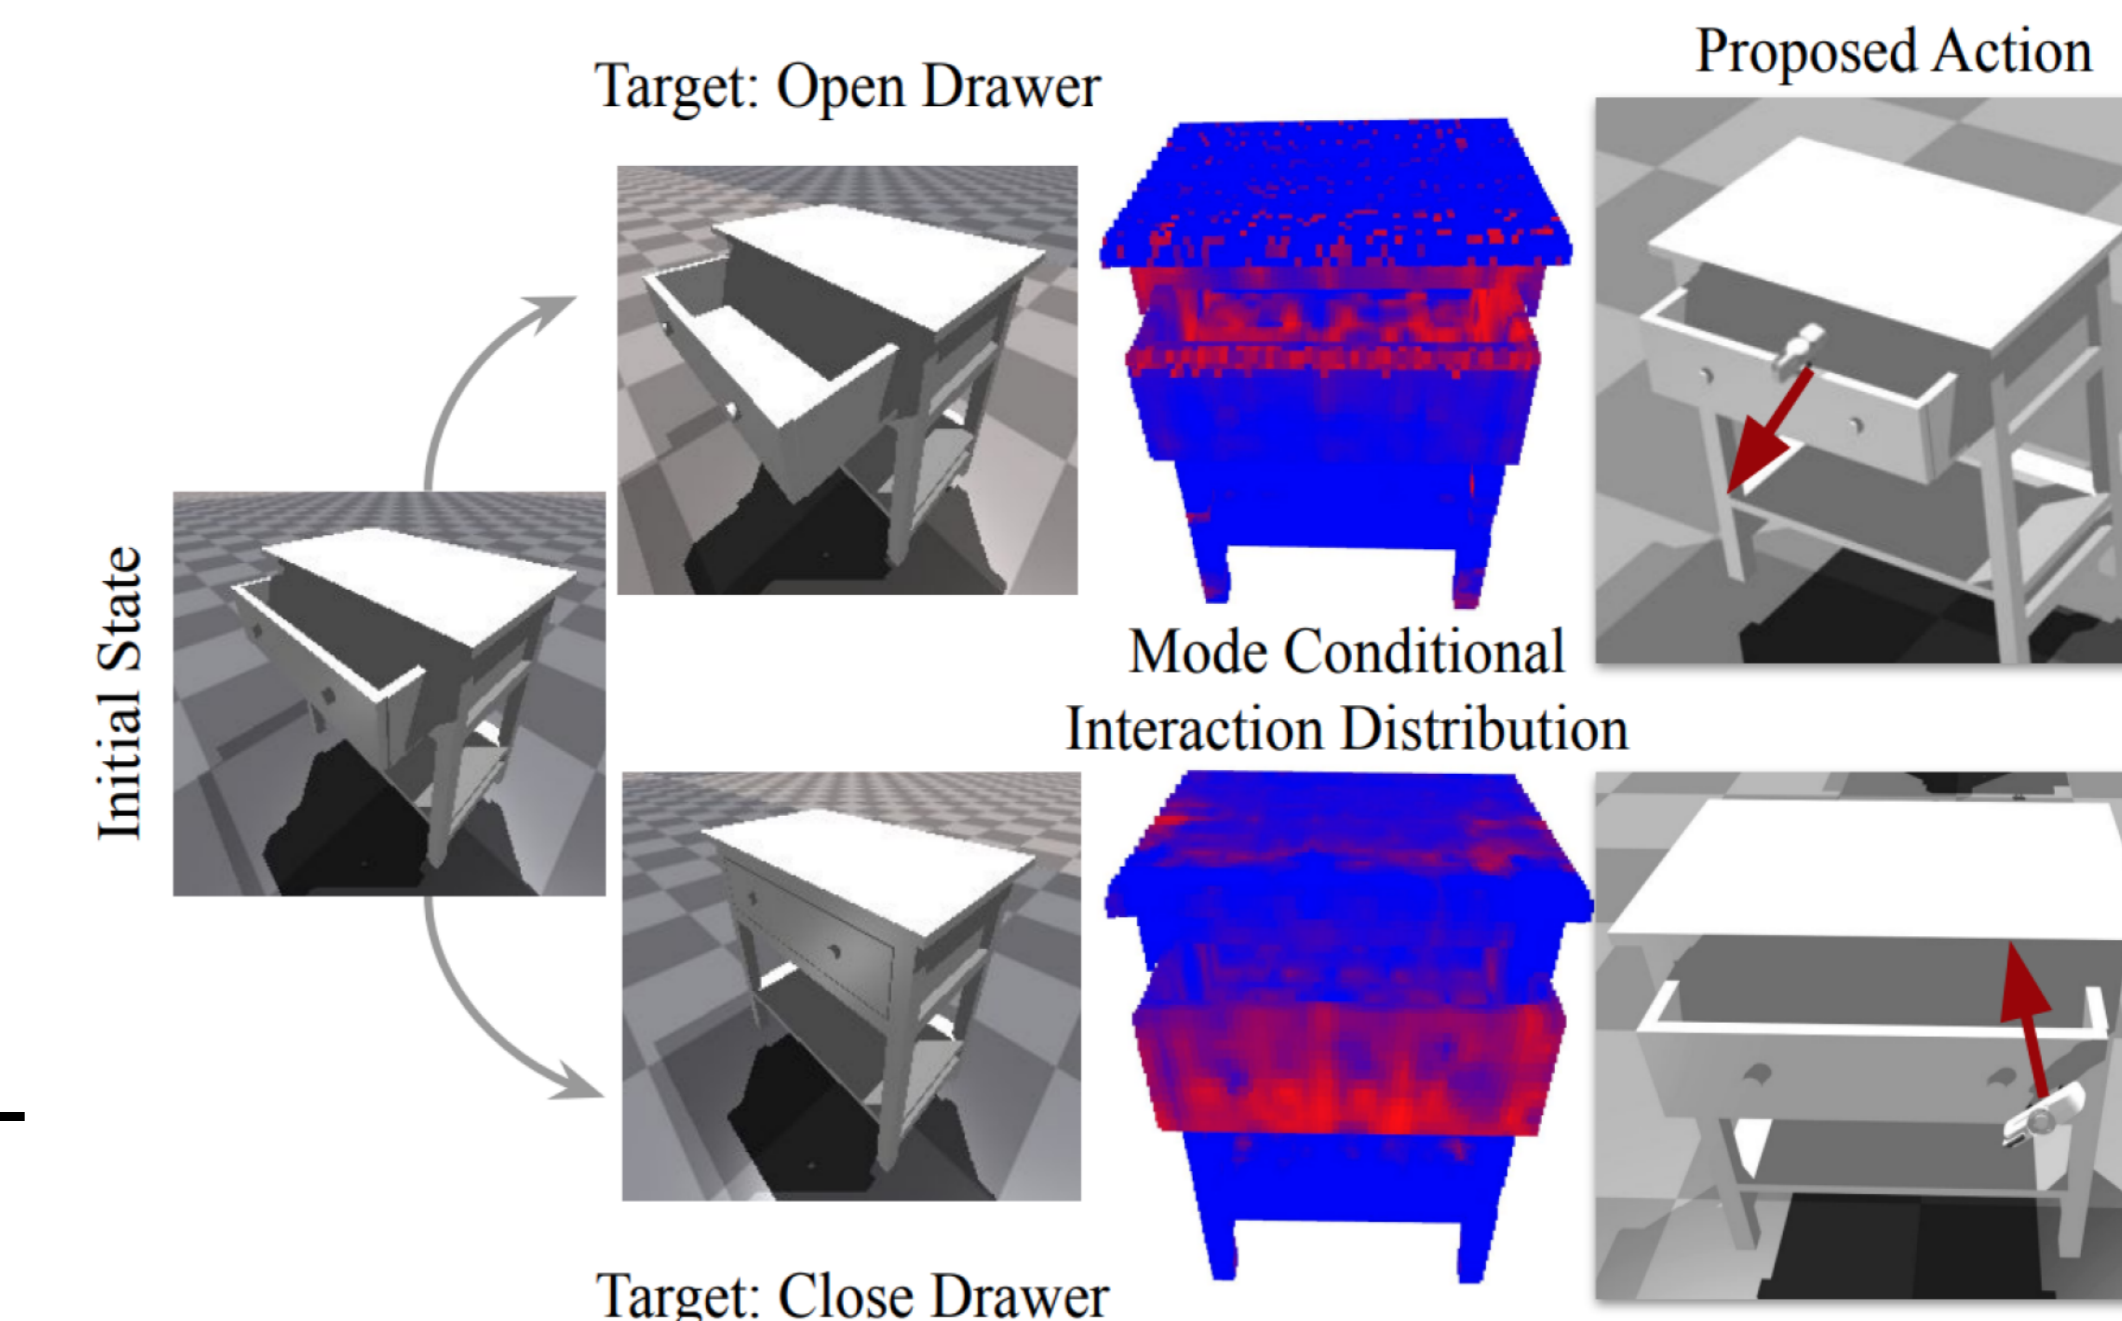 Proposed Action
Target: Open Drawer
Initial State
Mode Conditional
Interaction Distribution
Target: Close Drawer